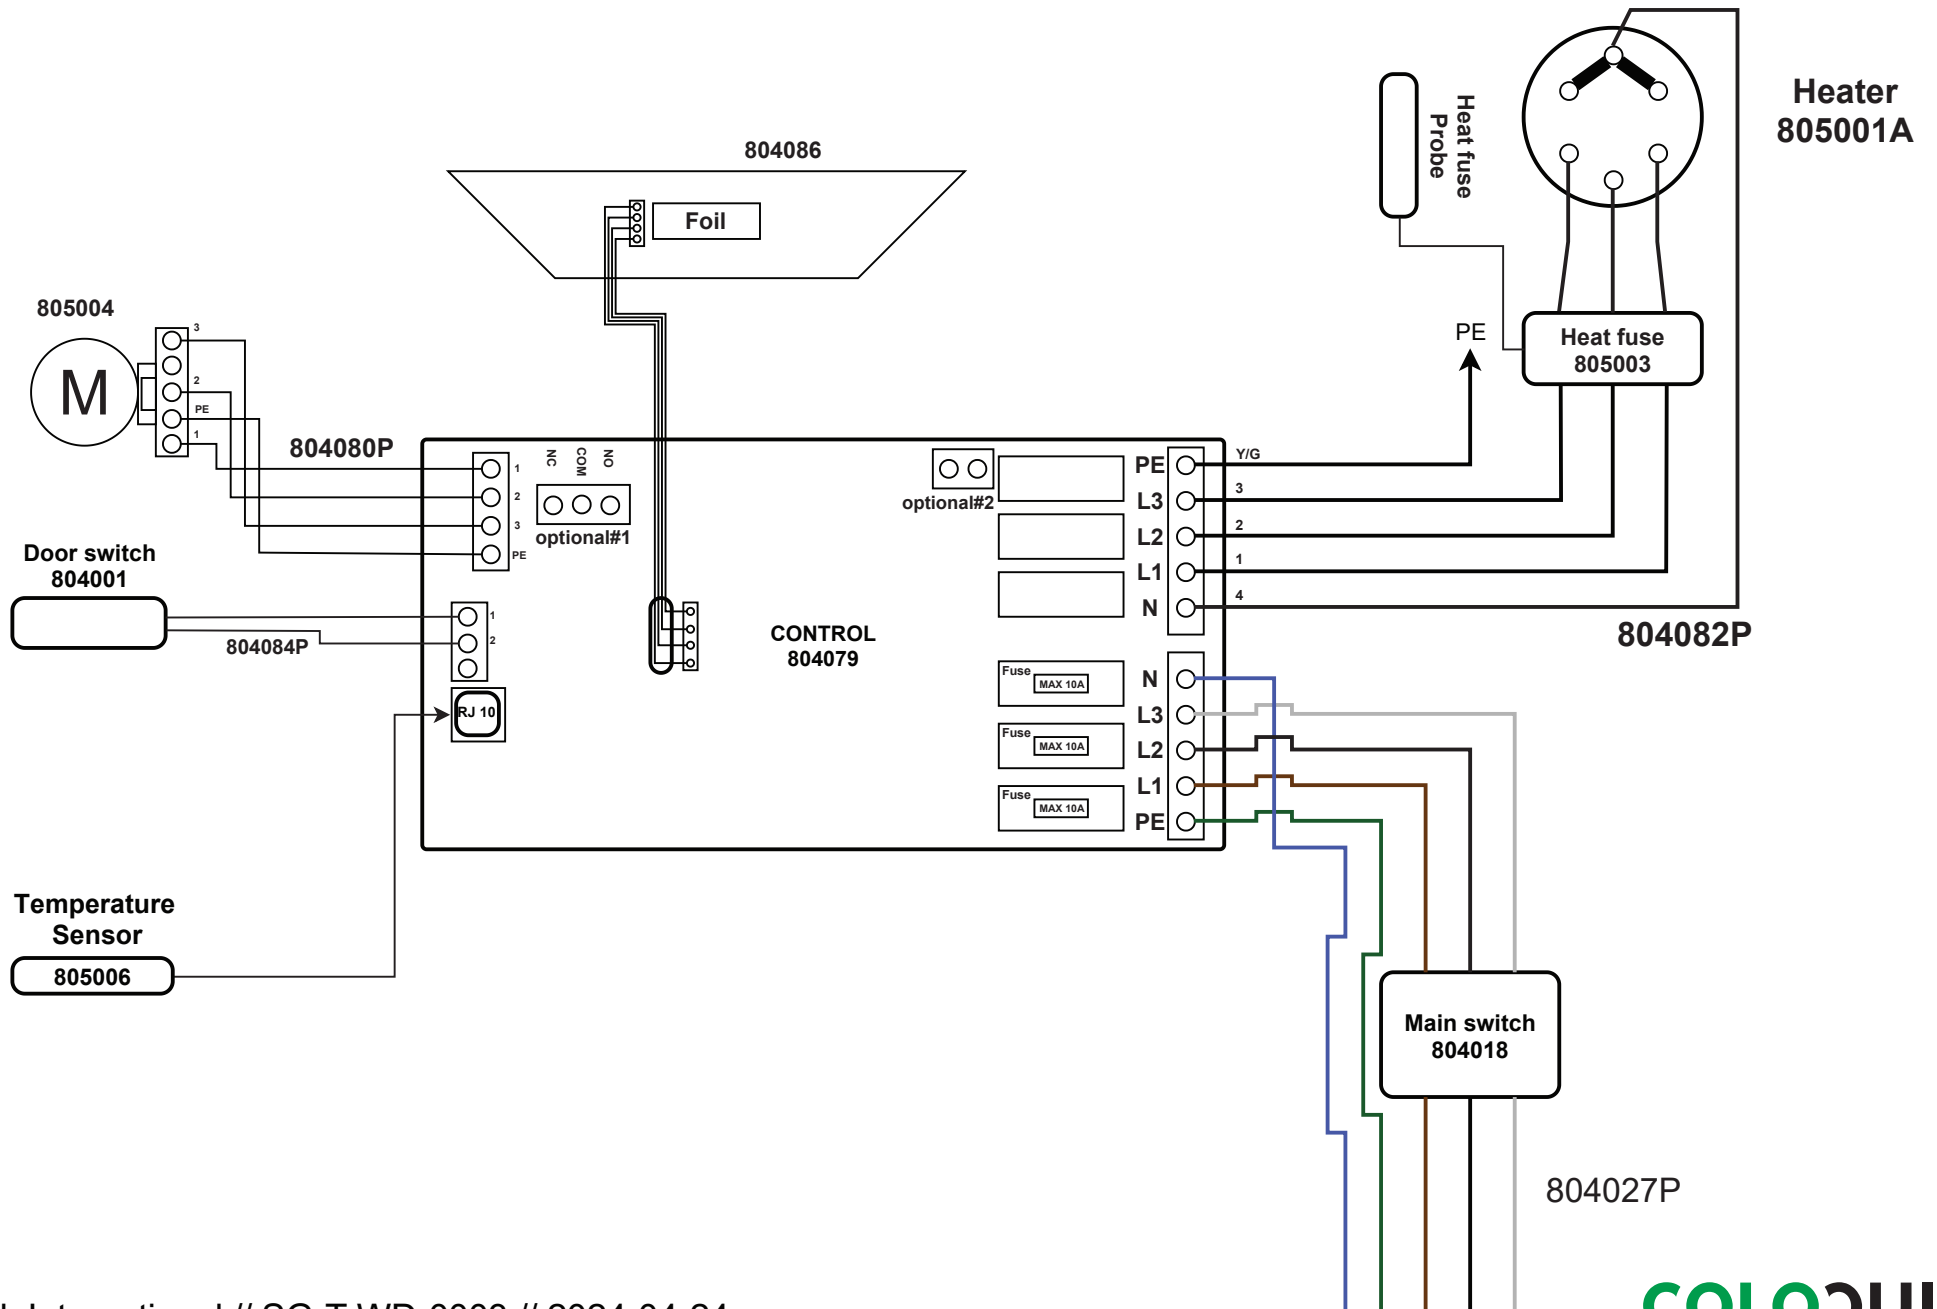 Heater
805001A
Heat fuse
Probe
804086
Foil
805004
M
3
2
PE
1
804080P
PE
Heat fuse
805003
NC
COM
NO
1
2
3
PE
optional#1
optional#2
PE
L3
L2
L1
N
Y/G
3
2
1
4
804082P
Door switch
804001
804084P
1
2
RJ 10
CONTROL
804079
Fuse
MAX 10A
Fuse
MAX 10A
Fuse
MAX 10A
N
L3
L2
L1
PE
Temperature
Sensor
805006
Main switch
804018
804027P